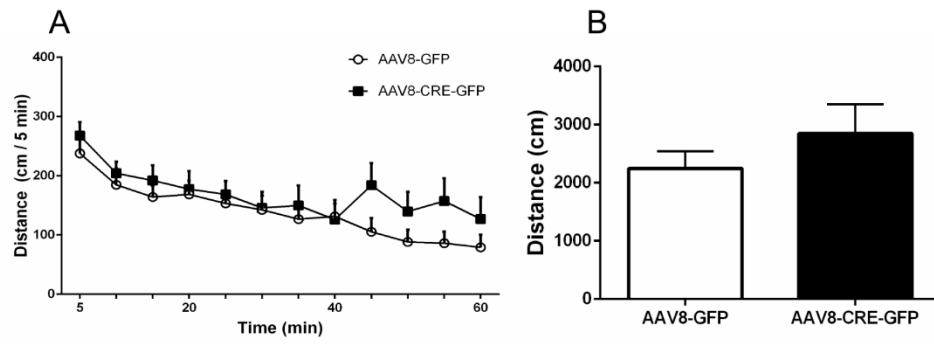 A
AAV8-GFP
AAV8-CRE-GFP
Distance (cm / 5 min)
400
300
200
100
0
5
20
40
60
Time (min)
B
Distance (cm)
4000
3000
2000
1000
0
AAV8-GFP
AAV8-CRE-GFP